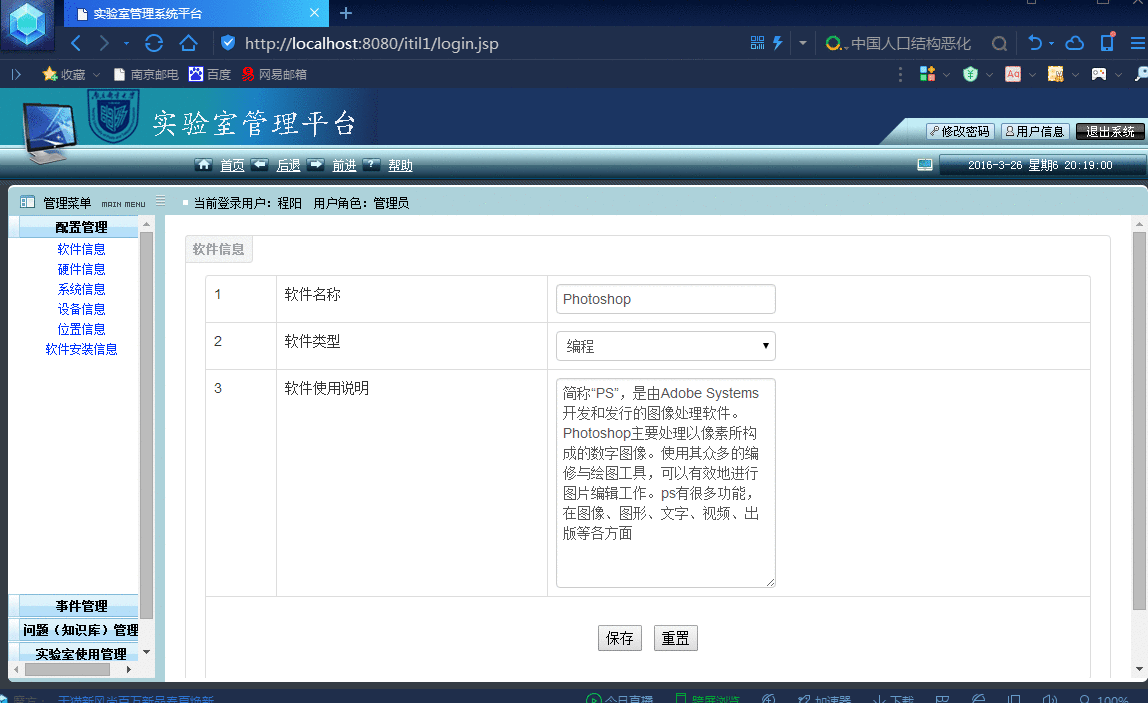 实验室管理系统平台
http://localhost:8080/itil1/login.jsp
中国人口结构恶化
收藏 南京邮电 百度 网易邮箱
实验室管理平台
修改密码 用户信息 退出系统
首页 后退 前进 ? 帮助
2016-3-26 星期6 20:19:00
管理菜单 MAIN MENU
当前登录用户：程阳 用户角色：管理员
配置管理
软件信息
硬件信息
系统信息
设备信息
位置信息
软件安装信息
事件管理
问题（知识库）管理
实验室使用管理
软件信息
1 软件名称 Photoshop
2 软件类型 编程
3 软件使用说明
简称“PS”，是由Adobe Systems
开发和发行的图像处理软件。
Photoshop主要处理以像素所构
成的数字图像。使用其众多的编
修与绘图工具，可以有效地进行
图片编辑工作。ps有很多功能，
在图像、图形、文字、视频、出
版等各方面
保存 重置
今日直播 跨屏浏览 加速器 下载 100%